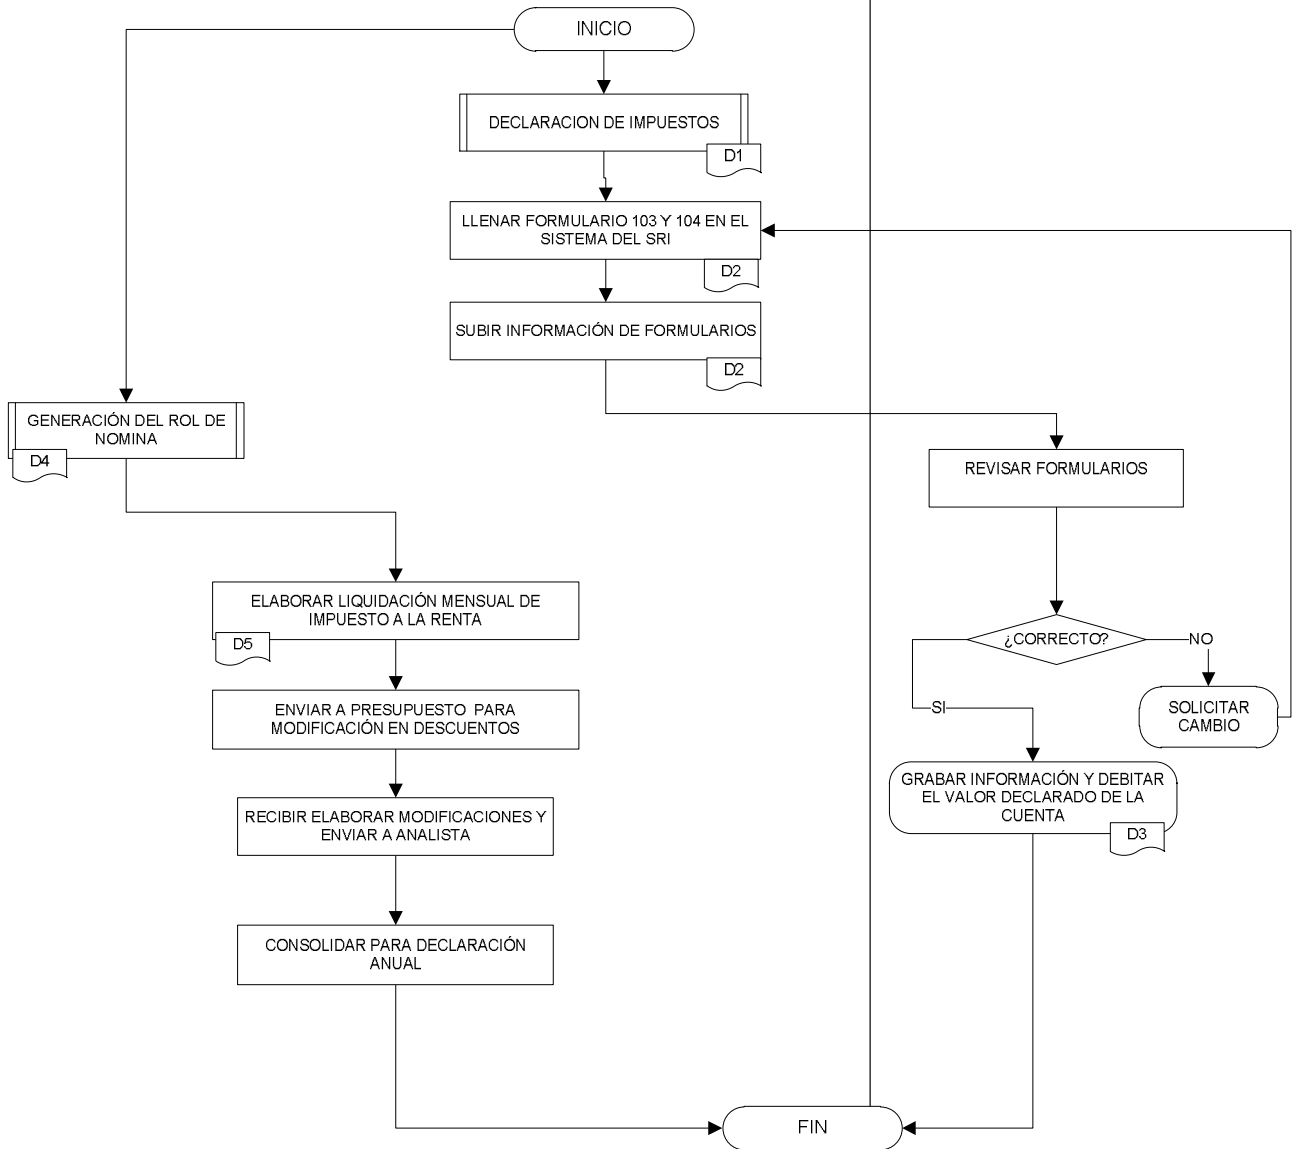 INICIO
DECLARACION DE IMPUESTOS
D1
LLENAR FORMULARIO 103 Y 104 EN EL
SISTEMA DEL SRI
D2
SUBIR INFORMACIÓN DE FORMULARIOS
D2
GENERACIÓN DEL ROL DE
NOMINA
D4
REVISAR FORMULARIOS
ELABORAR LIQUIDACIÓN MENSUAL DE
IMPUESTO A LA RENTA
D5
¿CORRECTO?
NO
SI
SOLICITAR
CAMBIO
ENVIAR A PRESUPUESTO PARA
MODIFICACIÓN EN DESCUENTOS
GRABAR INFORMACIÓN Y DEBITAR
EL VALOR DECLARADO DE LA
CUENTA
D3
RECIBIR ELABORAR MODIFICACIONES Y
ENVIAR A ANALISTA
CONSOLIDAR PARA DECLARACIÓN
ANUAL
FIN